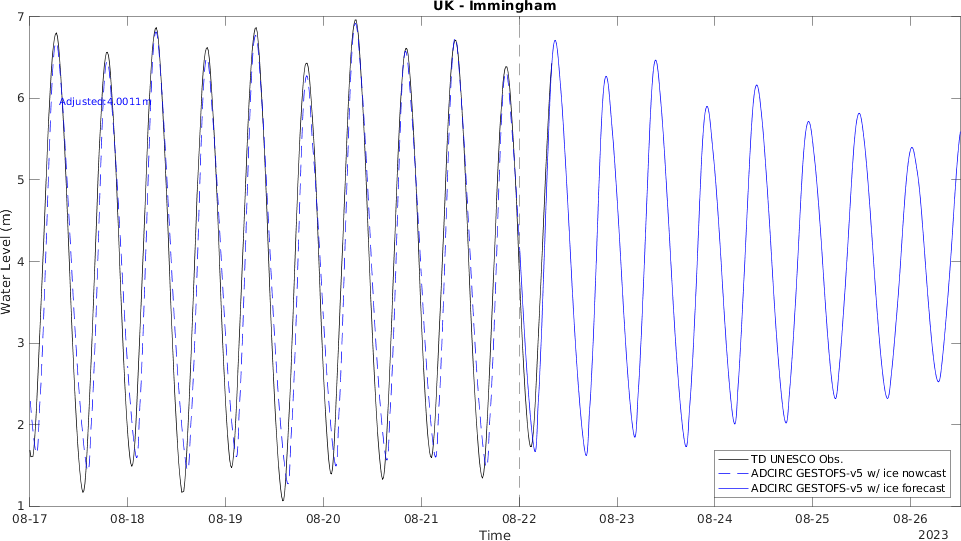 UK - Immingham
7
6
5
4
3
2
1
Water Level (m)
Adjusted:4.0011m
TD UNESCO Obs.
ADCIRC GESTOFS-v5 w/ ice nowcast
ADCIRC GESTOFS-v5 w/ ice forecast
08-17 08-18 08-19 08-20 08-21 08-22 08-23 08-24 08-25 08-26
Time
2023